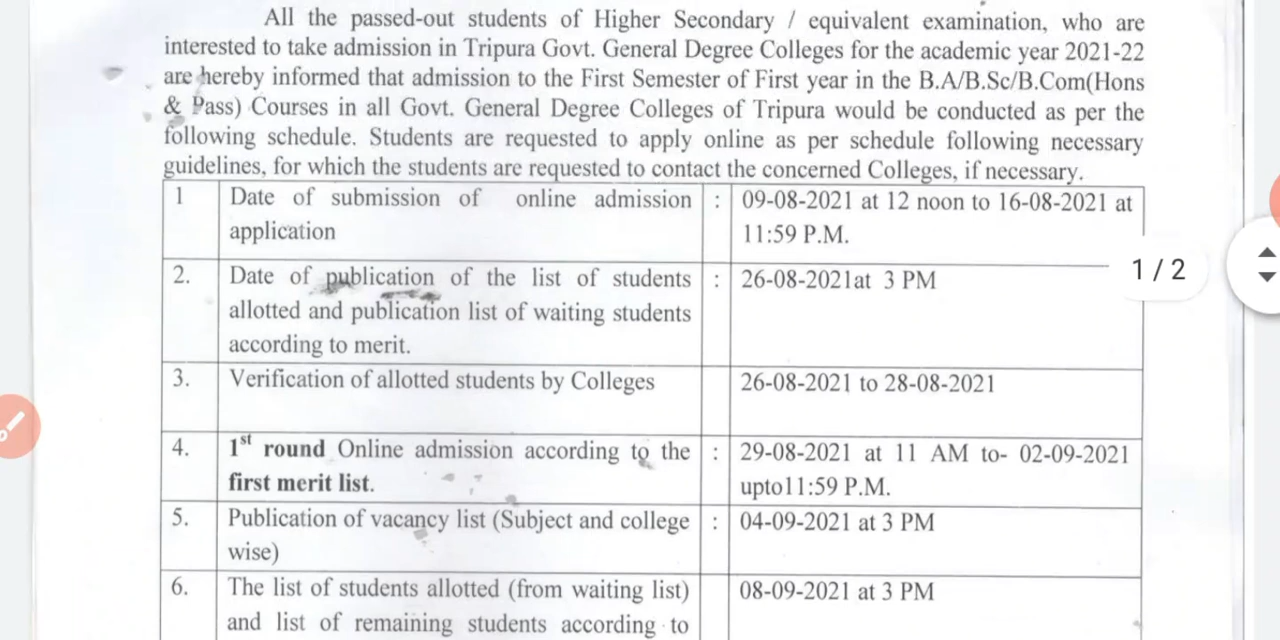 All the passed-out students of Higher Secondary / equivalent examination, who are
interested to take admission in Tripura Govt. General Degree Colleges for the academic year 2021-22
are hereby informed that admission to the First Semester of First year in the B.A/B.Sc/B.Com(Hons
& Pass) Courses in all Govt. General Degree Colleges of Tripura would be conducted as per the
following schedule. Students are requested to apply online as per schedule following necessary
guidelines, for which the students are requested to contact the concerned Colleges, if necessary.
1 Date of submission of online admission : 09-08-2021 at 12 noon to 16-08-2021 at
application 11:59 P.M.
1 / 2
2. Date of publication of the list of students : 26-08-2021at 3 PM
allotted and publication list of waiting students
according to merit.
3. Verification of allotted students by Colleges 26-08-2021 to 28-08-2021
4. 1st round Online admission according to the : 29-08-2021 at 11 AM to- 02-09-2021
first merit list. upto11:59 P.M.
5. Publication of vacancy list (Subject and college : 04-09-2021 at 3 PM
wise)
6. The list of students allotted (from waiting list) 08-09-2021 at 3 PM
and list of remaining students according to